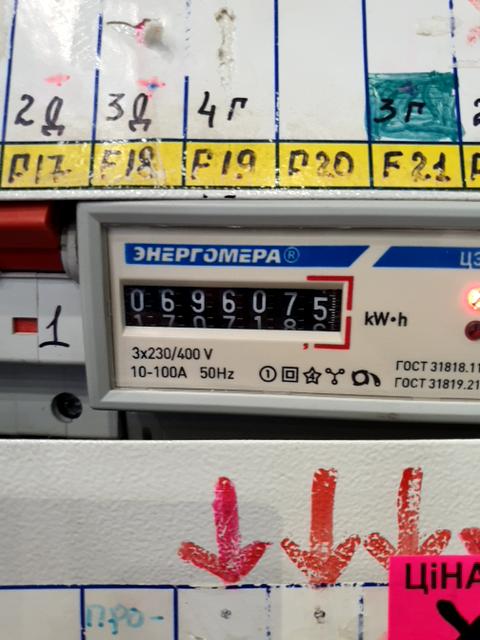 2Д 3Д 4Г 3Г
F17 F18 F19 F20 F21
ЭНЕРГОМЕРА®
0696075
kW•h
3x230/400 V
10-100A 50Hz
ГОСТ 31818.11
ГОСТ 31819.21
1
ПРО-
ЦіНА